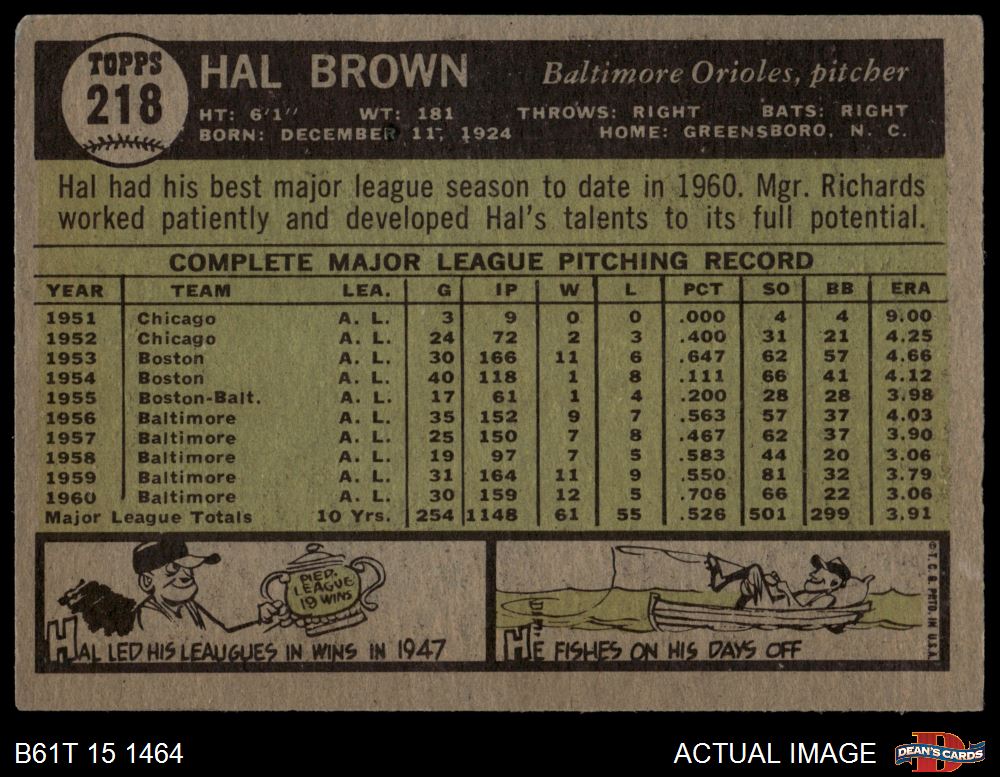 TOPPS
218
HAL BROWN
Baltimore Orioles, pitcher
HT: 6'1" WT: 181 THROWS: RIGHT BATS: RIGHT
BORN: DECEMBER 11, 1924 HOME: GREENSBORO, N. C.
Hal had his best major league season to date in 1960. Mgr. Richards
worked patiently and developed Hal's talents to its full potential.
COMPLETE MAJOR LEAGUE PITCHING RECORD
YEAR TEAM LEA. G IP W L PCT SO BB ERA
1951 Chicago A. L. 3 9 0 0 .000 4 4 9.00
1952 Chicago A. L. 24 72 2 3 .400 31 21 4.25
1953 Boston A. L. 30 166 11 6 .647 62 57 4.66
1954 Boston A. L. 40 118 1 8 .111 66 41 4.12
1955 Boston-Balt. A. L. 17 61 1 4 .200 28 28 3.98
1956 Baltimore A. L. 35 152 9 7 .563 57 37 4.03
1957 Baltimore A. L. 25 150 7 8 .467 62 37 3.90
1958 Baltimore A. L. 19 97 7 5 .583 44 20 3.06
1959 Baltimore A. L. 31 164 11 9 .550 81 32 3.79
1960 Baltimore A. L. 30 159 12 5 .706 66 22 3.06
Major League Totals 10 Yrs. 254 1148 61 55 .526 501 299 3.91
PIED.
LEAGUE
19 WINS
HAL LED HIS LEAUGUES IN WINS IN 1947
HE FISHES ON HIS DAYS OFF
© T. C. G. PRTD. IN U.S.A.
B61T 15 1464
ACTUAL IMAGE
D
DEAN'S CARDS